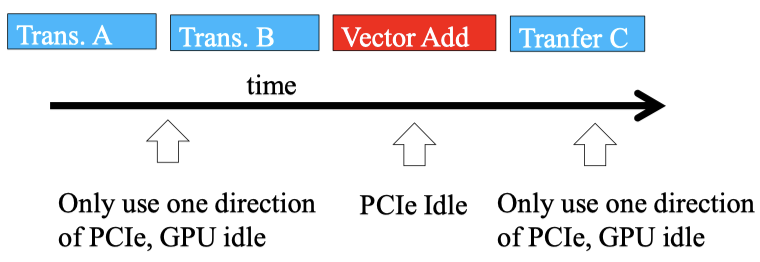 Trans. A
Trans. B
Vector Add
Tranfer C
time
Only use one direction
of PCIe, GPU idle
PCIe Idle
Only use one direction
of PCIe, GPU idle